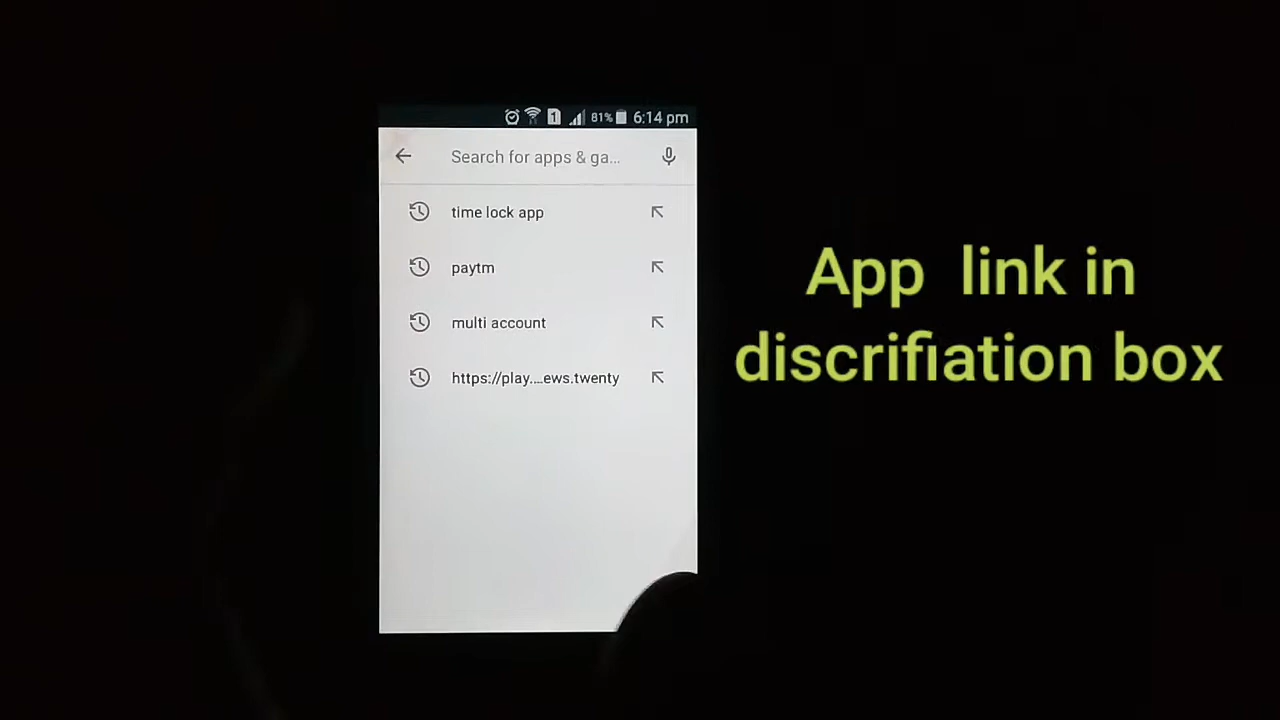 1 81% 6:14 pm
Search for apps & ga...
time lock app
paytm
multi account
https://play....ews.twenty
App link in
discrifiation box